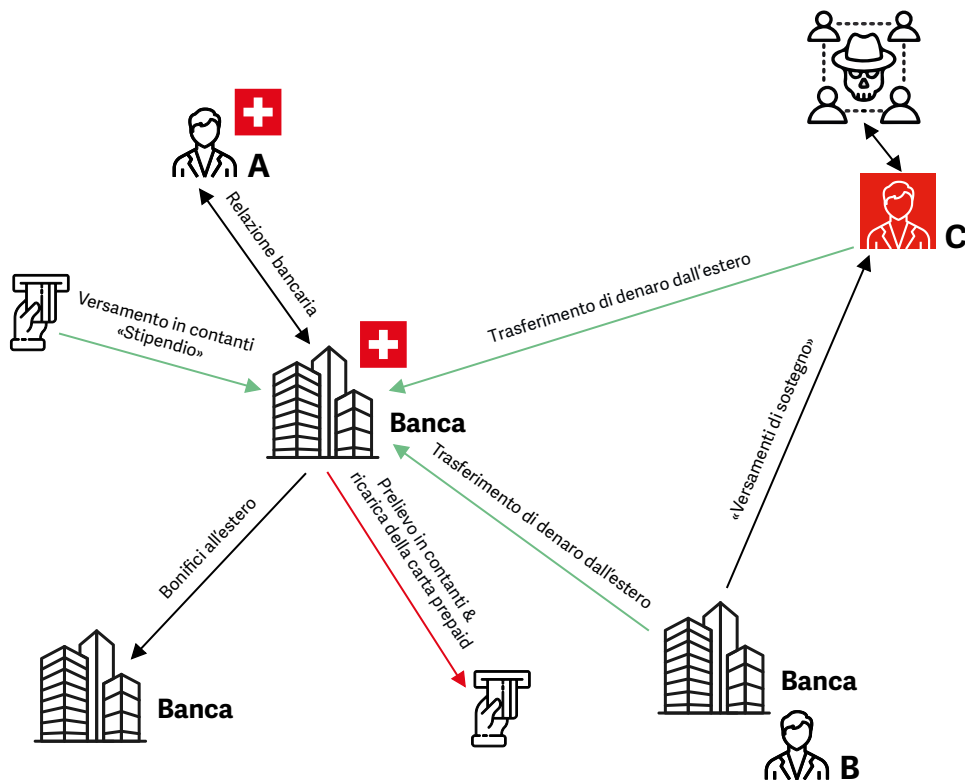 A
Relazione bancaria
C
Versamento in contanti
«Stipendio»
Trasferimento di denaro dall'estero
Banca
«Versamenti di sostegno»
Trasferimento di denaro dall'estero
Prelievo in contanti &
ricarica della carta prepaid
Bonifici all'estero
Banca
Banca
B